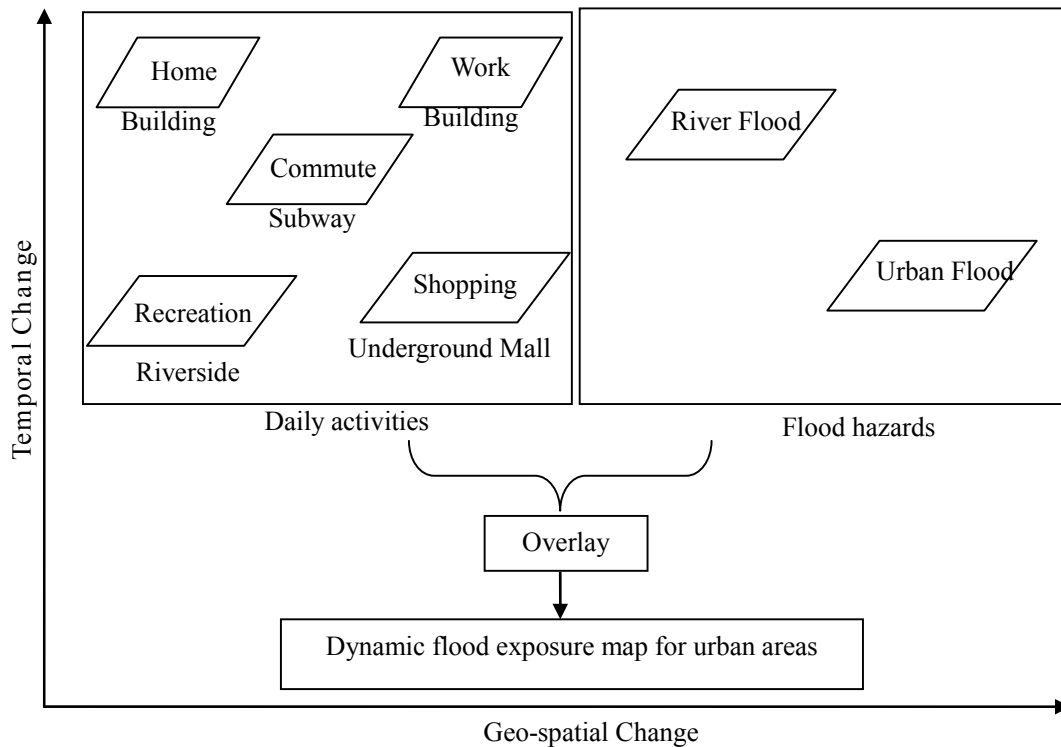 Home
Building
Work
Building
Commute
Subway
Recreation
Riverside
Shopping
Underground Mall
Daily activities
River Flood
Urban Flood
Flood hazards
Overlay
Dynamic flood exposure map for urban areas
Temporal Change
Geo-spatial Change